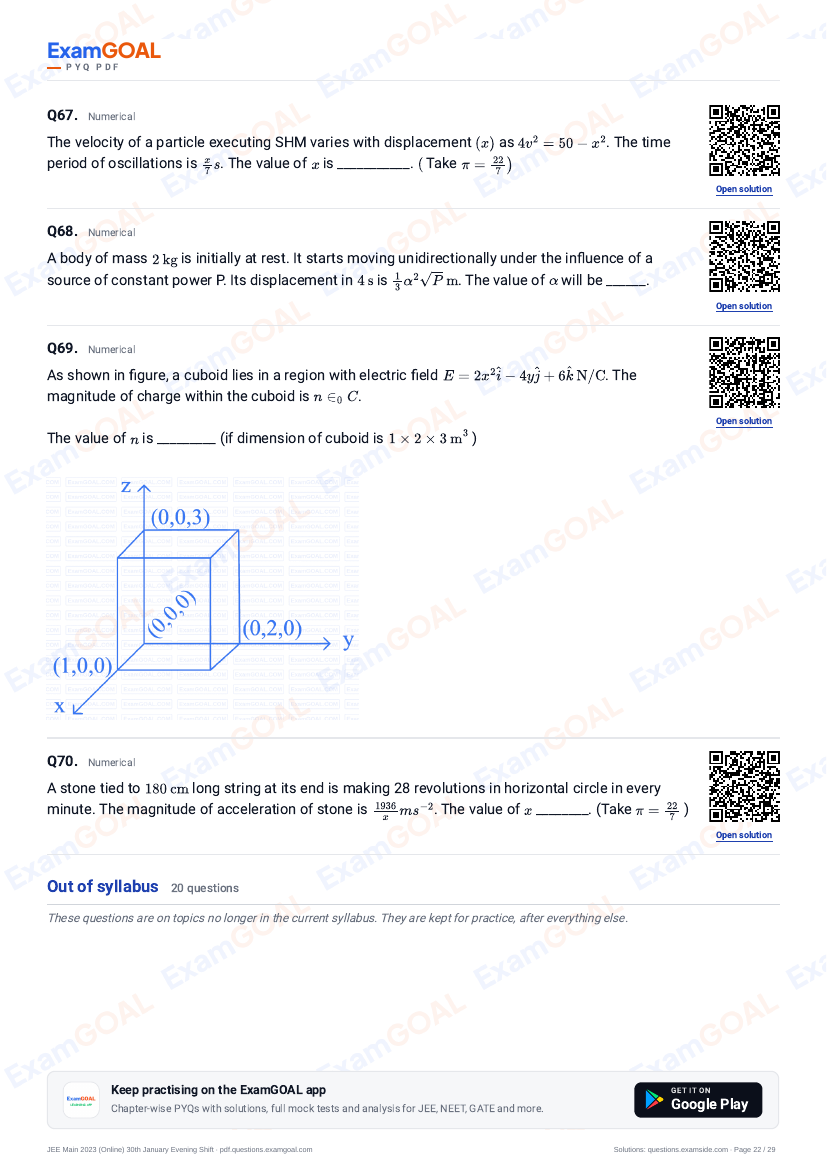 ExamGOAL
PYQ PDF
Q67. Numerical
The velocity of a particle executing SHM varies with displacement (x) as 4v² = 50 − x². The time
period of oscillations is x/7 s. The value of x is ___________. ( Take π = 22/7)
Open solution
Q68. Numerical
A body of mass 2 kg is initially at rest. It starts moving unidirectionally under the influence of a
source of constant power P. Its displacement in 4 s is 1/3 α²√P m. The value of α will be ______.
Open solution
Q69. Numerical
As shown in figure, a cuboid lies in a region with electric field E = 2x²î − 4yĵ + 6k̂ N/C. The
magnitude of charge within the cuboid is n ∈₀ C.
Open solution
The value of n is _________ (if dimension of cuboid is 1 × 2 × 3 m³ )
z
(0,0,3)
(0,0,0)
(0,2,0)
y
(1,0,0)
x
Q70. Numerical
A stone tied to 180 cm long string at its end is making 28 revolutions in horizontal circle in every
minute. The magnitude of acceleration of stone is 1936/x ms⁻². The value of x ________. (Take π = 22/7 )
Open solution
Out of syllabus 20 questions
These questions are on topics no longer in the current syllabus. They are kept for practice, after everything else.
Keep practising on the ExamGOAL app
Chapter-wise PYQs with solutions, full mock tests and analysis for JEE, NEET, GATE and more.
ExamGOAL
GET IT ON
Google Play
JEE Main 2023 (Online) 30th January Evening Shift · pdf.questions.examgoal.com
Solutions: questions.examside.com · Page 22 / 29